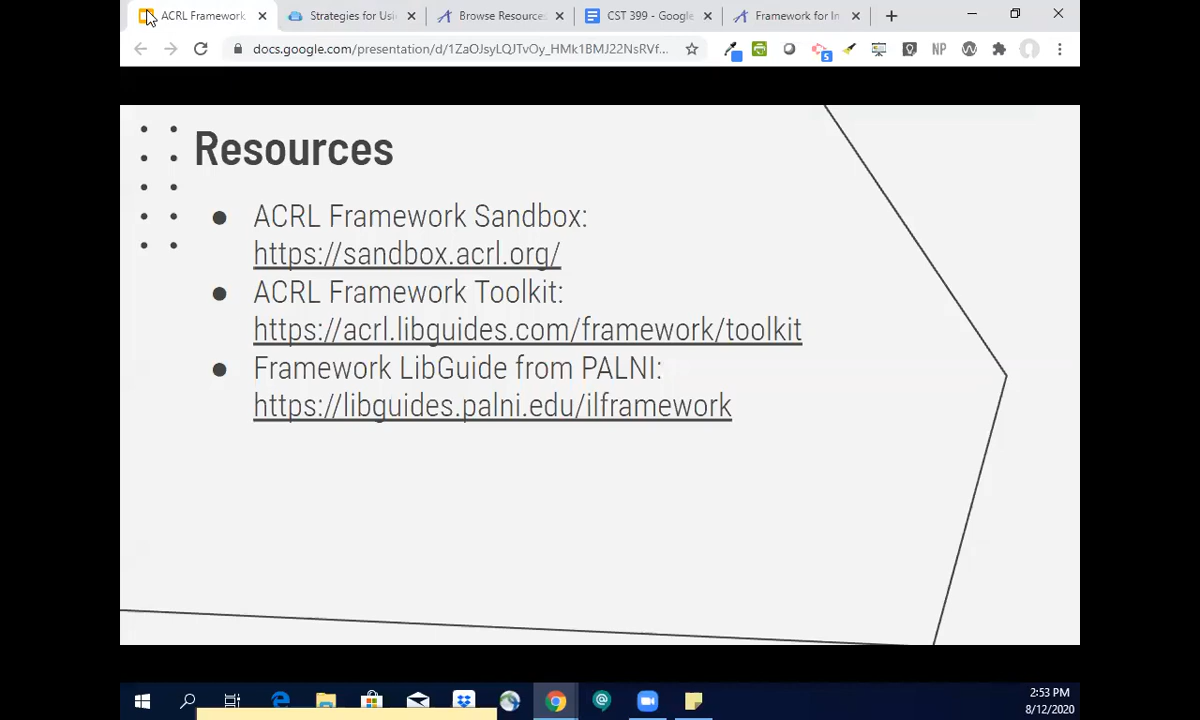 ACRL Framework
Strategies for Usi
Browse Resource
CST 399 - Google
Framework for In
docs.google.com/presentation/d/1ZaOJsyLQJTvOy_HMk1BMJ22NsRVf...
5
NP
Resources
ACRL Framework Sandbox:
https://sandbox.acrl.org/
ACRL Framework Toolkit:
https://acrl.libguides.com/framework/toolkit
Framework LibGuide from PALNI:
https://libguides.palni.edu/ilframework
2:53 PM
8/12/2020